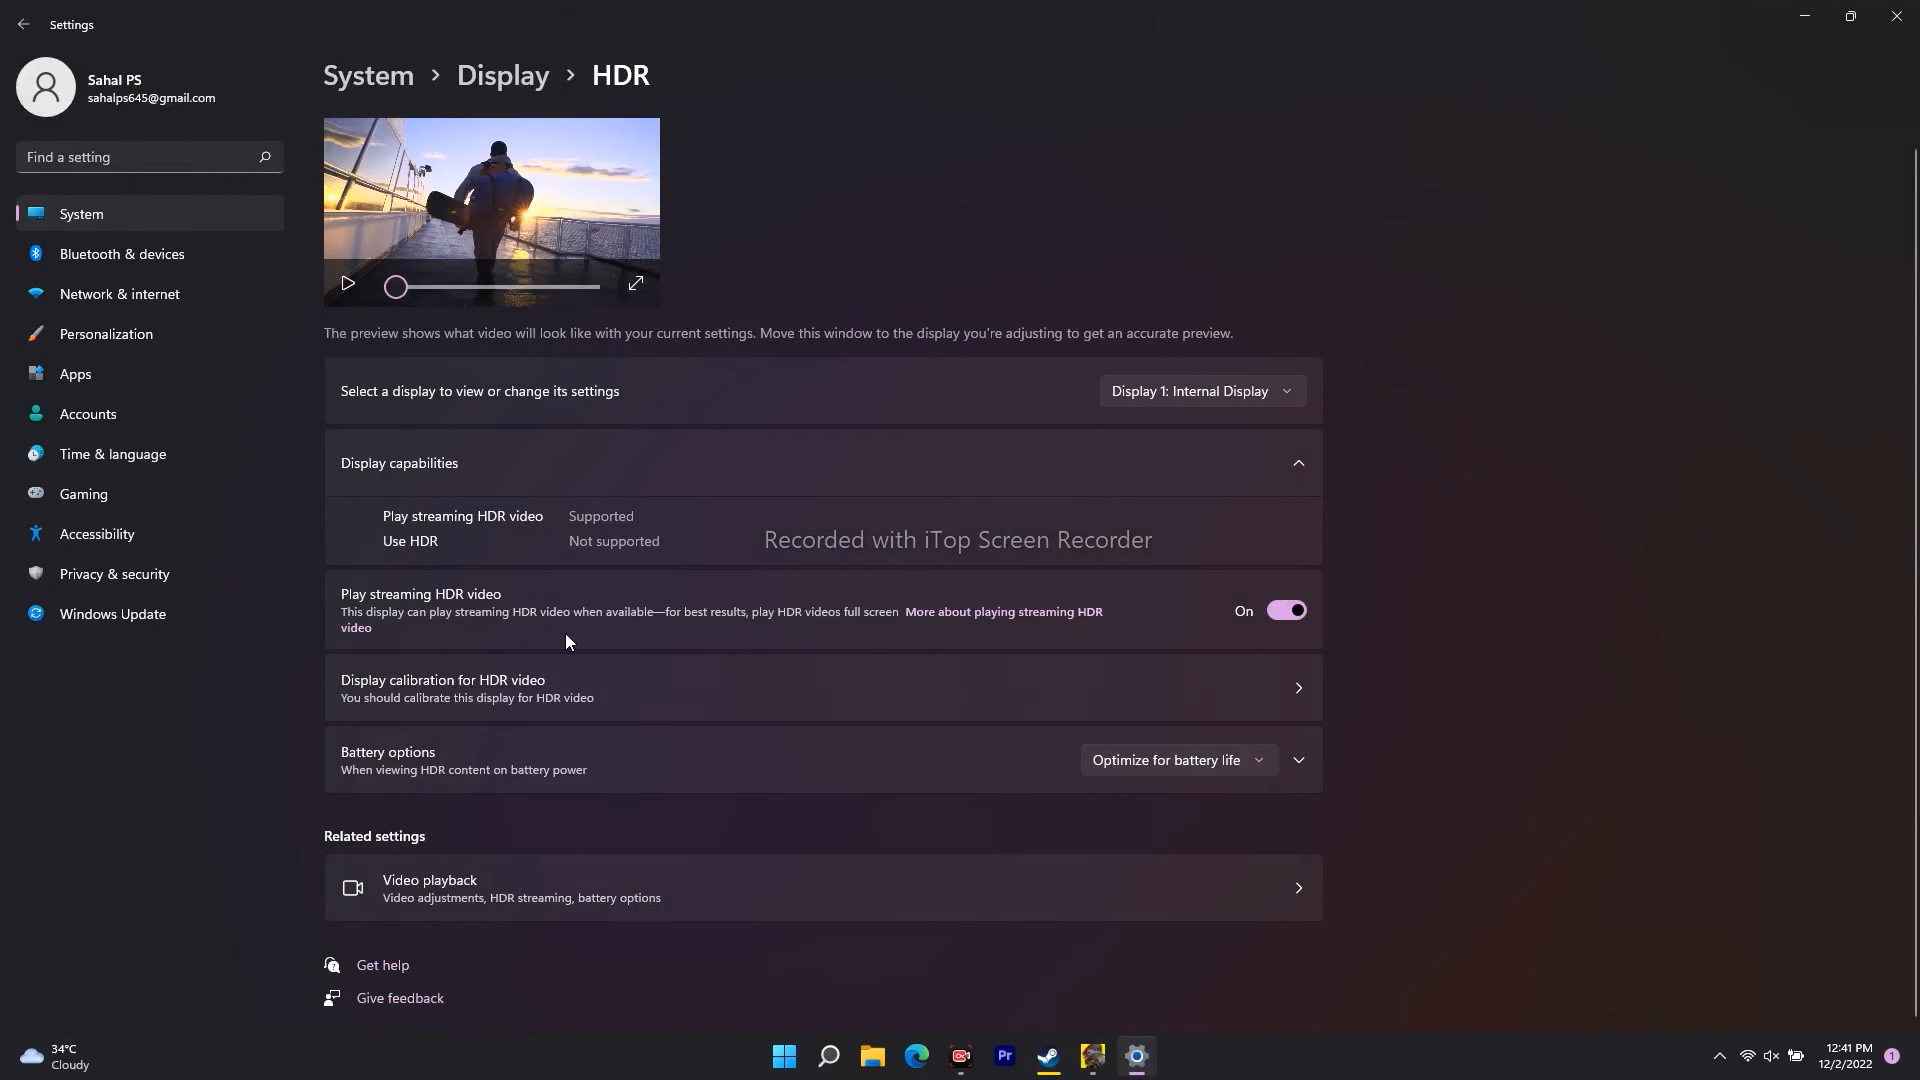 Settings
Sahal PS
sahalps645@gmail.com
Find a setting
System
Bluetooth & devices
Network & internet
Personalization
Apps
Accounts
Time & language
Gaming
Accessibility
Privacy & security
Windows Update
System > Display > HDR
The preview shows what video will look like with your current settings. Move this window to the display you're adjusting to get an accurate preview.
Select a display to view or change its settings
Display 1: Internal Display
Display capabilities
Play streaming HDR video Supported
Use HDR Not supported
Recorded with iTop Screen Recorder
Play streaming HDR video
This display can play streaming HDR video when available—for best results, play HDR videos full screen More about playing streaming HDR
video
On
Display calibration for HDR video
You should calibrate this display for HDR video
Battery options
When viewing HDR content on battery power
Optimize for battery life
Related settings
Video playback
Video adjustments, HDR streaming, battery options
Get help
Give feedback
34°C
Cloudy
Pr
12:41 PM
12/2/2022
1